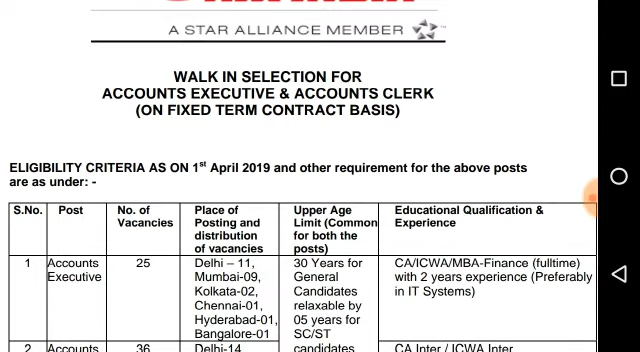 A STAR ALLIANCE MEMBER
WALK IN SELECTION FOR
ACCOUNTS EXECUTIVE & ACCOUNTS CLERK
(ON FIXED TERM CONTRACT BASIS)
ELIGIBILITY CRITERIA AS ON 1st April 2019 and other requirement for the above posts
are as under: -
S.No.
Post
No. of
Vacancies
Place of
Posting and
distribution
of vacancies
Upper Age
Limit (Common
for both the
posts)
Educational Qualification &
Experience
1
Accounts
Executive
25
Delhi – 11,
Mumbai-09,
Kolkata-02,
Chennai-01,
Hyderabad-01,
Bangalore-01
30 Years for
General
Candidates
relaxable by
05 years for
SC/ST
candidates
CA/ICWA/MBA-Finance (fulltime)
with 2 years experience (Preferably
in IT Systems)
2
Accounts
36
Delhi-14
CA Inter / ICWA Inter